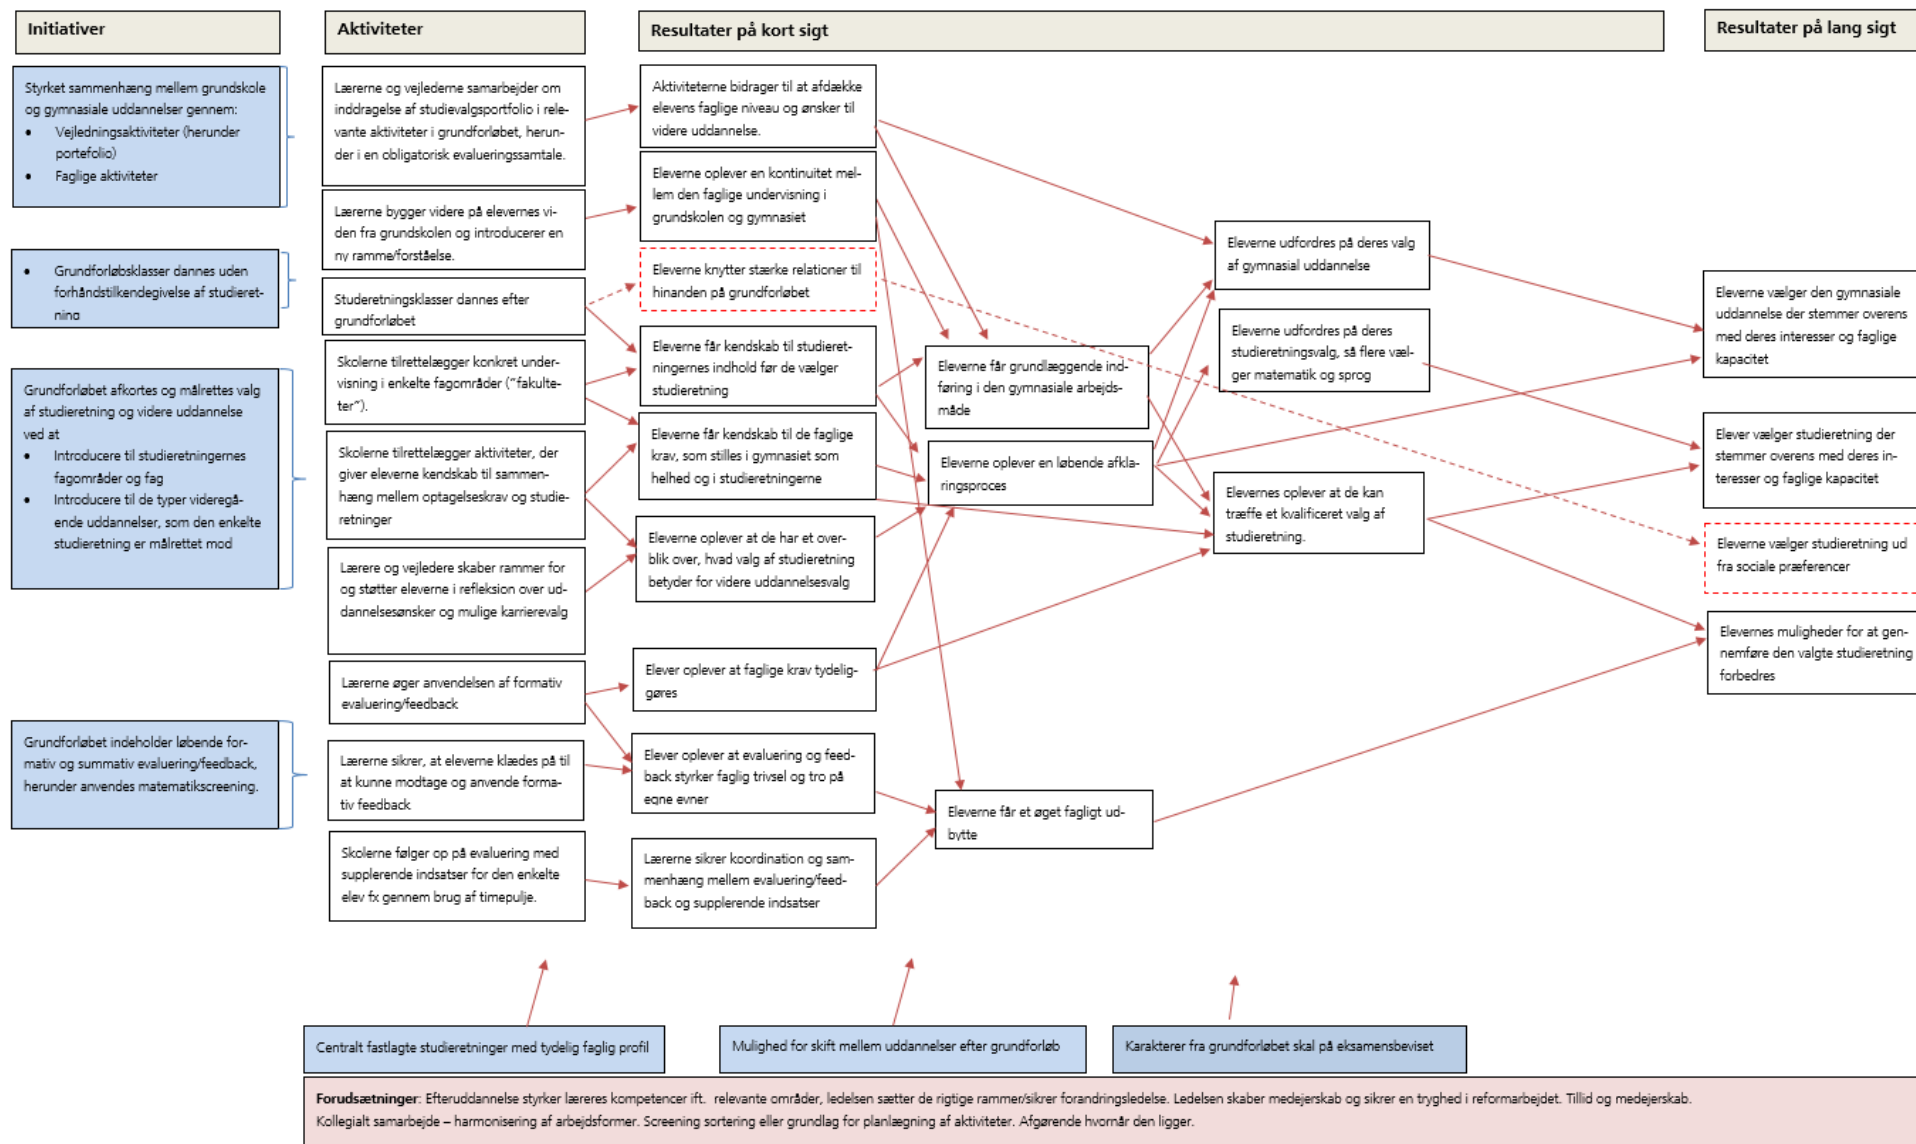 Initiativer
Aktiviteter
Resultater på kort sigt
Resultater på lang sigt
Styrket sammenhæng mellem grundskole
og gymnasiale uddannelser gennem:
• Vejledningsaktiviteter (herunder
portefolio)
• Faglige aktiviteter
• Grundforløbsklasser dannes uden
forhåndstilkendegivelse af studieret-
ning
Grundforløbet afkortes og målrettes valg
af studieretning og videre uddannelse
ved at
• Introducere til studieretningernes
fagområder og fag
• Introducere til de typer videregå-
ende uddannelser, som den enkelte
studieretning er målrettet mod
Grundforløbet indeholder løbende for-
mativ og summativ evaluering/feedback,
herunder anvendes matematikscreening.
Lærerne og vejlederne samarbejder om
inddragelse af studievalgsportfolio i rele-
vante aktiviteter i grundforløbet, herun-
der i en obligatorisk evalueringssamtale.
Lærerne bygger videre på elevernes vi-
den fra grundskolen og introducerer en
ny ramme/forståelse.
Studieretningsklasser dannes efter
grundforløbet
Skolerne tilrettelægger konkret under-
visning i enkelte fagområder ("fakulte-
ter").
Skolerne tilrettelægger aktiviteter, der
giver eleverne kendskab til sammen-
hæng mellem optagelseskrav og studie-
retninger
Lærere og vejledere skaber rammer for
og støtter eleverne i refleksion over ud-
dannelsesønsker og mulige karrierevalg
Lærerne øger anvendelsen af formativ
evaluering/feedback
Lærerne sikrer, at eleverne klædes på til
at kunne modtage og anvende forma-
tiv feedback
Skolerne følger op på evaluering med
supplerende indsatser for den enkelte
elev fx gennem brug af timepulje.
Aktiviteterne bidrager til at afdække
elevens faglige niveau og ønsker til
videre uddannelse.
Eleverne oplever en kontinuitet mel-
lem den faglige undervisning i
grundskolen og gymnasiet
Eleverne knytter stærke relationer til
hinanden på grundforløbet
Eleverne får kendskab til studieret-
ningernes indhold før de vælger
studieretning
Eleverne får kendskab til de faglige
krav, som stilles i gymnasiet som
helhed og i studieretningerne
Eleverne oplever at de har et over-
blik over, hvad valg af studieretning
betyder for videre uddannelsesvalg
Elever oplever at faglige krav tydelig-
gøres
Elever oplever at evaluering og feed-
back styrker faglig trivsel og tro på
egne evner
Lærerne sikrer koordination og sam-
menhæng mellem evaluering/feed-
back og supplerende indsatser
Eleverne får grundlæggende ind-
føring i den gymnasiale arbejds-
måde
Eleverne oplever en løbende afkla-
ringsproces
Eleverne får et øget fagligt ud-
bytte
Eleverne udfordres på deres valg
af gymnasial uddannelse
Eleverne udfordres på deres
studieretningsvalg, så flere væl-
ger matematik og sprog
Elevernes oplever at de kan
træffe et kvalificeret valg af
studieretning.
Eleverne vælger den gymnasiale
uddannelse der stemmer overens
med deres interesser og faglige
kapacitet
Elever vælger studieretning der
stemmer overens med deres in-
teresser og faglige kapacitet
Eleverne vælger studieretning ud
fra sociale præferencer
Elevernes muligheder for at gen-
nemføre den valgte studieretning
forbedres
Centralt fastlagte studieretninger med tydelig faglig profil
Mulighed for skift mellem uddannelser efter grundforløb
Karakterer fra grundforløbet skal på eksamensbeviset
Forudsætninger: Efteruddannelse styrker læreres kompetencer ift. relevante områder, ledelsen sætter de rigtige rammer/sikrer forandringsledelse. Ledelsen skaber medejerskab og sikrer en tryghed i reformarbejdet. Tillid og medejerskab.
Kollegialt samarbejde – harmonisering af arbejdsformer. Screening sortering eller grundlag for planlægning af aktiviteter. Afgørende hvornår den ligger.